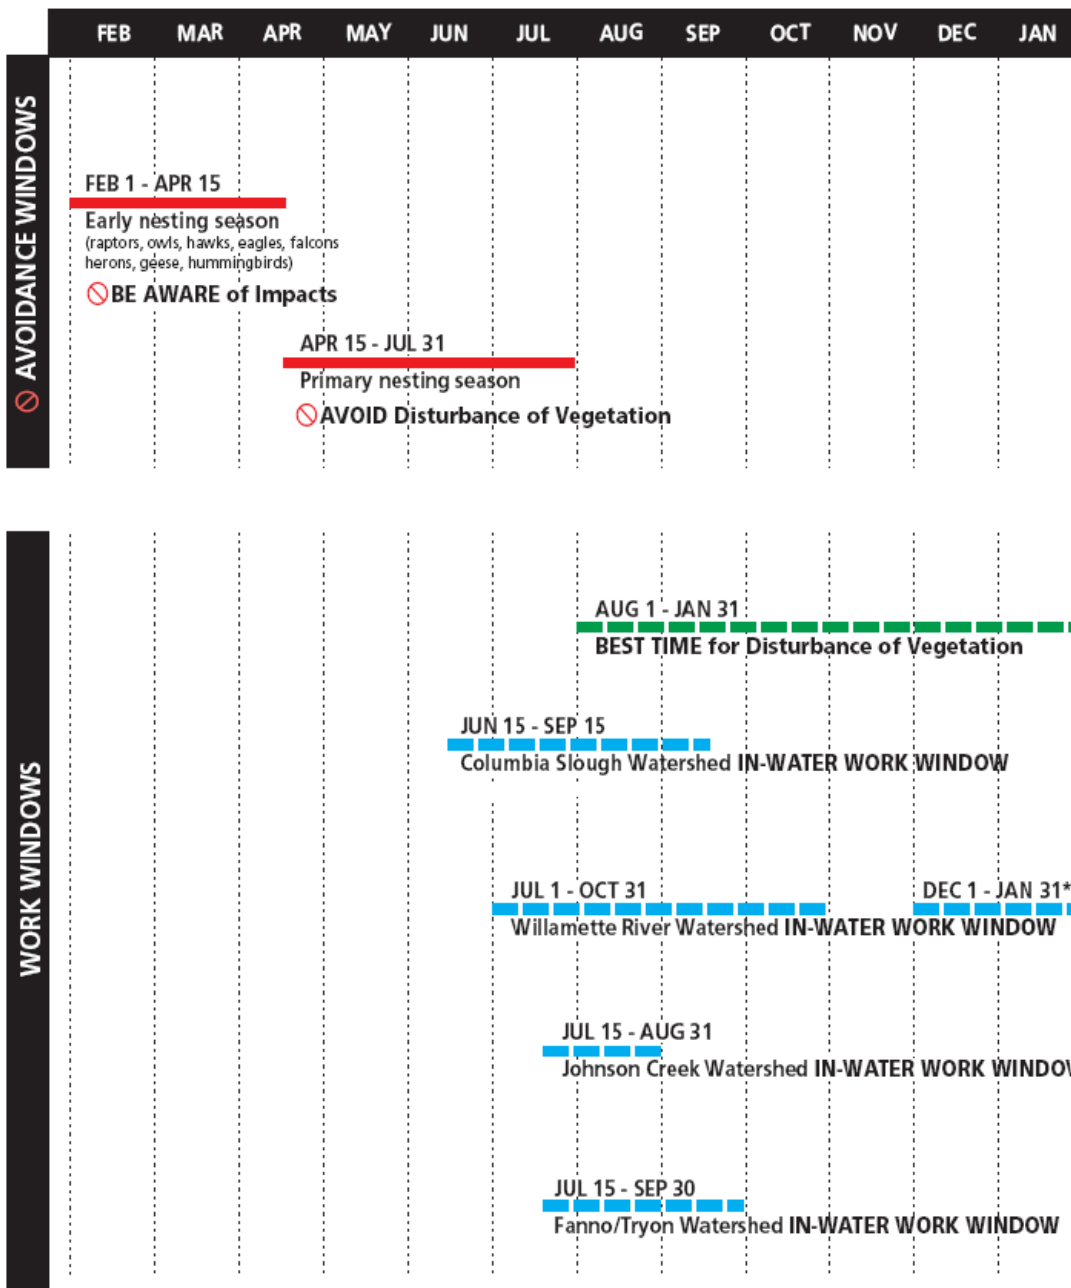 FEB MAR APR MAY JUN JUL AUG SEP OCT NOV DEC JAN
AVOIDANCE WINDOWS
FEB 1 - APR 15
Early nesting season
(raptors, owls, hawks, eagles, falcons
herons, geese, hummingbirds)
BE AWARE of Impacts
APR 15 - JUL 31
Primary nesting season
AVOID Disturbance of Vegetation
WORK WINDOWS
AUG 1 - JAN 31
BEST TIME for Disturbance of Vegetation
JUN 15 - SEP 15
Columbia Slough Watershed IN-WATER WORK WINDOW
JUL 1 - OCT 31
DEC 1 - JAN 31*
Willamette River Watershed IN-WATER WORK WINDOW
JUL 15 - AUG 31
Johnson Creek Watershed IN-WATER WORK WINDOW
JUL 15 - SEP 30
Fanno/Tryon Watershed IN-WATER WORK WINDOW